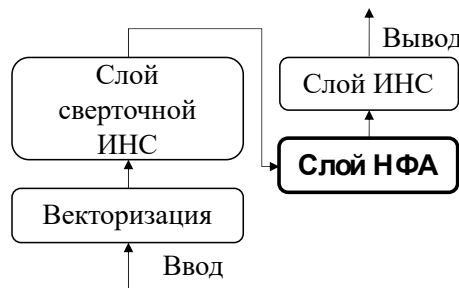 Слой
сверточной
ИНС
Векторизация
Ввод
Вывод
Слой ИНС
Слой НФА